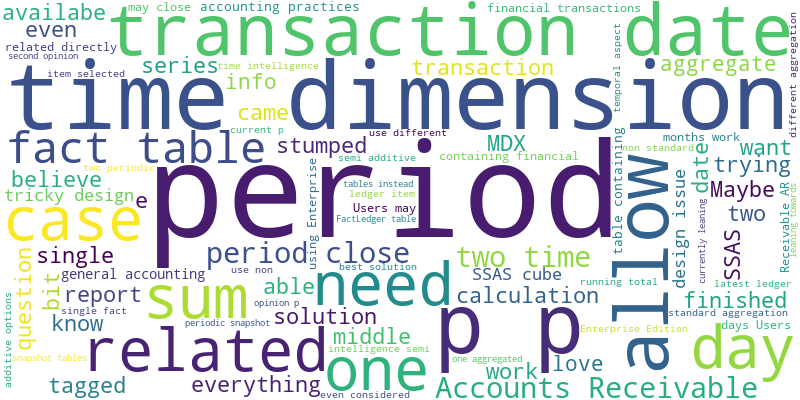 availabe
may close
accounting practices
financial transactions
transaction date
even
related directly
second opinion
series
time intelligence
transaction
aggregate
temporal aspect
different aggregation
item selected
info
time dimension
came
current p
use different
fact table
stumped
semi additive
MDX
containing financial
months work
non standard
want
two periodic
believe
tricky design
e
period
tables instead
ledger item
Users may
FactLedger table
using Enterprise
allow
table containing
design issue
date
trying
Maybe
two
currently leaning
SSAS
Receivable AR
leaning towards
case
single
period close
two time
general accounting
use non
best solution
SSAS cube
running total
latest ledger
question
bit
single fact
report
sum
able
need
calculation
finished
opinion p
standard aggregation
know
periodic snapshot
solution
p p
Enterprise Edition
days Users
additive options
snapshot tables
related
middle
intelligence semi
one aggregated
day
love
work
one
tagged
everything
even considered
Accounts Receivable